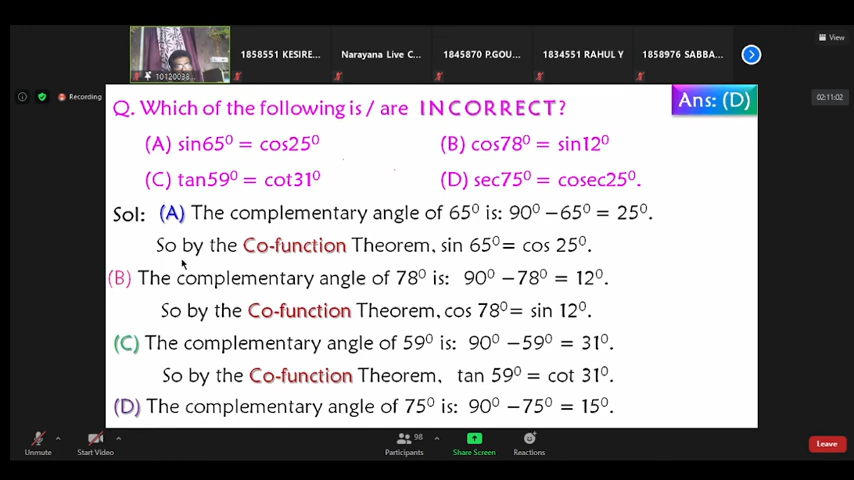 View
1858551 KESIRE...
Narayana Live C...
1845870 P.GOU...
1834551 RAHUL Y
1858976 SABBA...
10120038
Recording
02:11:02
Q. Which of the following is / are INCORRECT?
Ans: (D)
(A) sin65⁰ = cos25⁰
(B) cos78⁰ = sin12⁰
(C) tan59⁰ = cot31⁰
(D) sec75⁰ = cosec25⁰.
Sol: (A) The complementary angle of 65⁰ is: 90⁰ –65⁰ = 25⁰.
So by the Co-function Theorem, sin 65⁰= cos 25⁰.
(B) The complementary angle of 78⁰ is: 90⁰ –78⁰ = 12⁰.
So by the Co-function Theorem, cos 78⁰= sin 12⁰.
(C) The complementary angle of 59⁰ is: 90⁰ –59⁰ = 31⁰.
So by the Co-function Theorem, tan 59⁰ = cot 31⁰.
(D) The complementary angle of 75⁰ is: 90⁰ –75⁰ = 15⁰.
98
Unmute
Start Video
Participants
Share Screen
Reactions
Leave